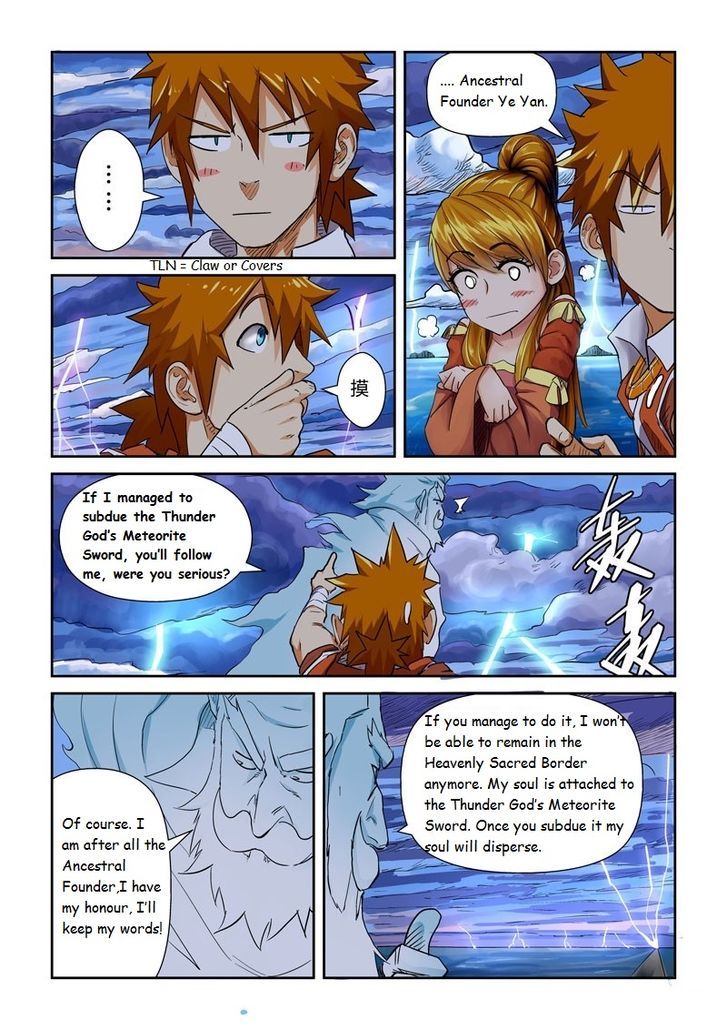 ……
.... Ancestral
Founder Ye Yan.
TLN = Claw or Covers
摸
If I managed to
subdue the Thunder
God's Meteorite
Sword, you'll follow
me, were you serious?
轰
轰
Of course. I
am after all the
Ancestral
Founder,I have
my honour, I'll
keep my words!
If you manage to do it, I won't
be able to remain in the
Heavenly Sacred Border
anymore. My soul is attached to
the Thunder God's Meteorite
Sword. Once you subdue it my
soul will disperse.